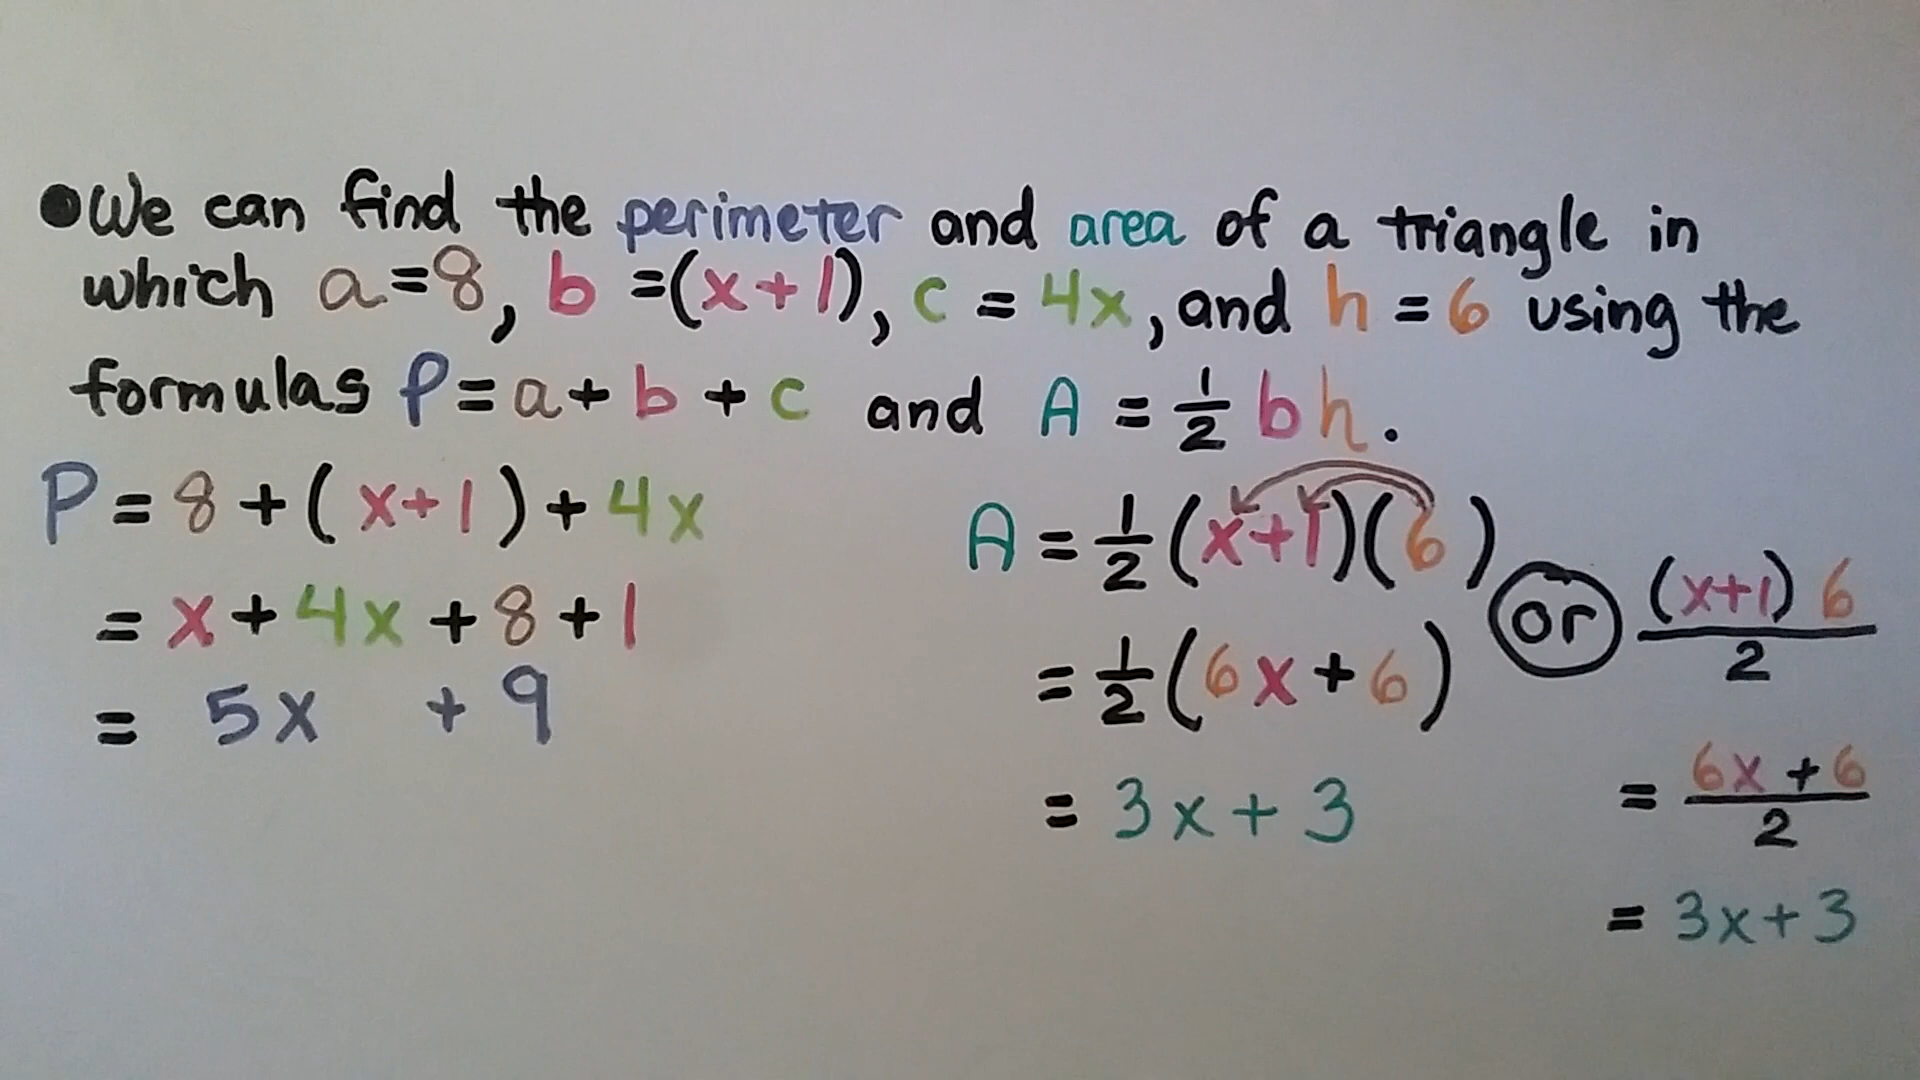 ●We can find the perimeter and area of a triangle in
which a=8, b =(x+1), c = 4x, and h = 6 using the
formulas P=a+b+c and A = 1/2 bh.
P = 8 + (x+1) + 4x
= x + 4x + 8 + 1
= 5x + 9
A = 1/2 (x+1)(6)
= 1/2 (6x + 6)
= 3x + 3
or
(x+1) 6
2
= 6x + 6
2
= 3x + 3